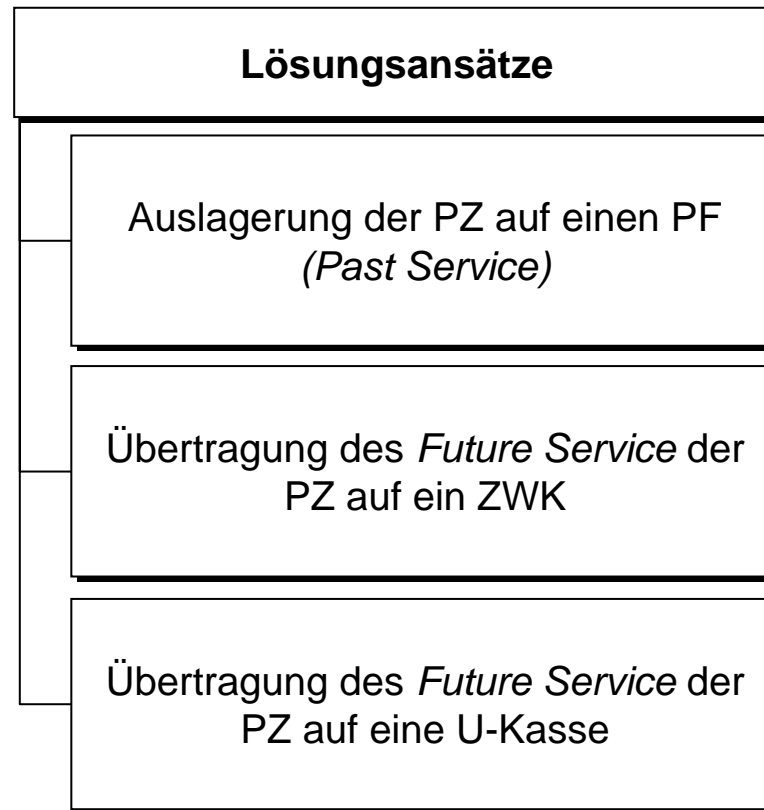 Lösungsansätze
Auslagerung der PZ auf einen PF
(Past Service)
Übertragung des Future Service der
PZ auf ein ZWK
Übertragung des Future Service der
PZ auf eine U-Kasse